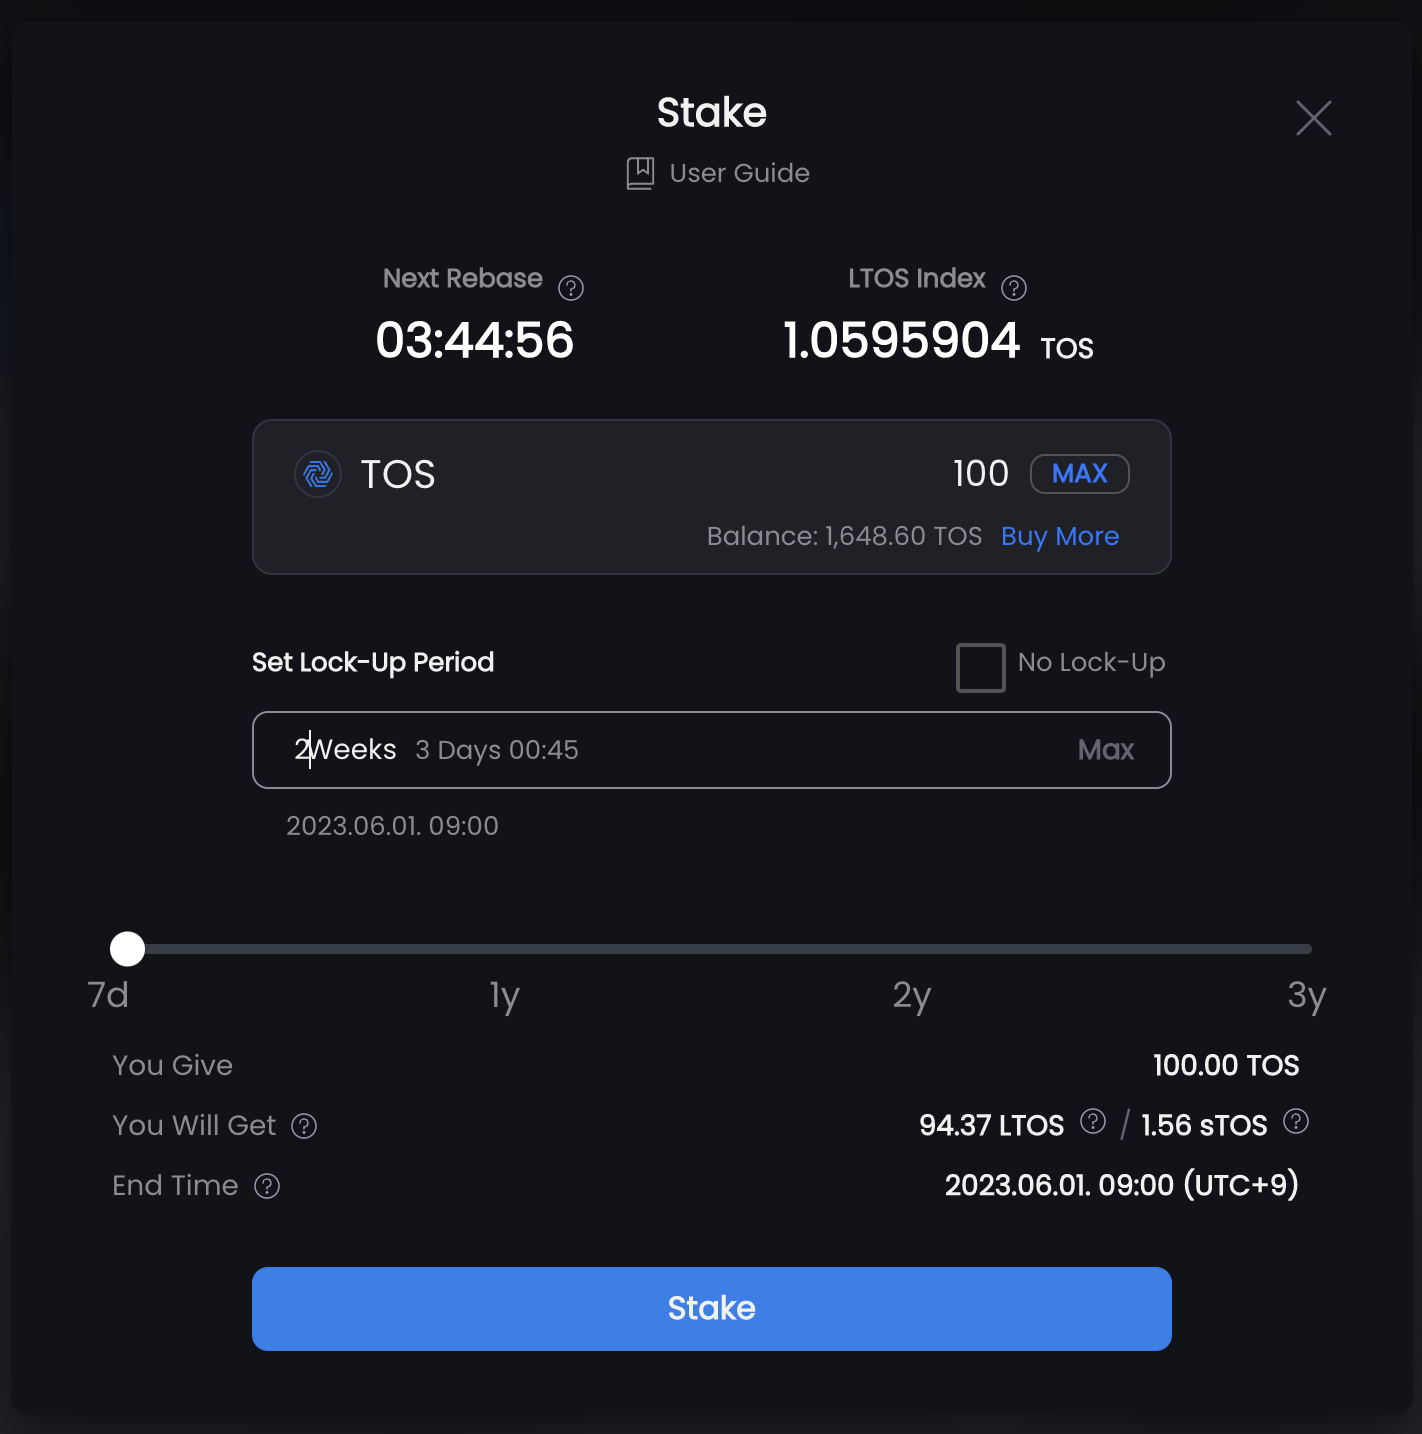 Stake
User Guide
Next Rebase ? LTOS Index ?
03:44:56 1.0595904 TOS
TOS 100 MAX
Balance: 1,648.60 TOS Buy More
Set Lock-Up Period No Lock-Up
2Weeks 3 Days 00:45 Max
2023.06.01. 09:00
7d 1y 2y 3y
You Give 100.00 TOS
You Will Get ? 94.37 LTOS ? / 1.56 sTOS ?
End Time ? 2023.06.01. 09:00 (UTC+9)
Stake